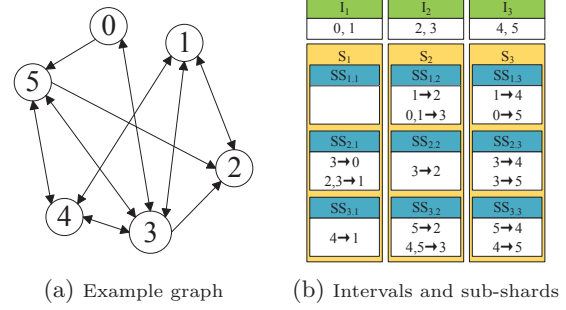 0
1
5
2
4
3
(a) Example graph
I₁ I₂ I₃
0, 1 2, 3 4, 5
S₁ S₂ S₃
SS₁.₁ SS₁.₂ SS₁.₃
1→2 1→4
0,1→3 0→5
SS₂.₁ SS₂.₂ SS₂.₃
3→0 3→2 3→4
2,3→1 3→5
SS₃.₁ SS₃.₂ SS₃.₃
4→1 5→2 5→4
4,5→3 4→5
(b) Intervals and sub-shards